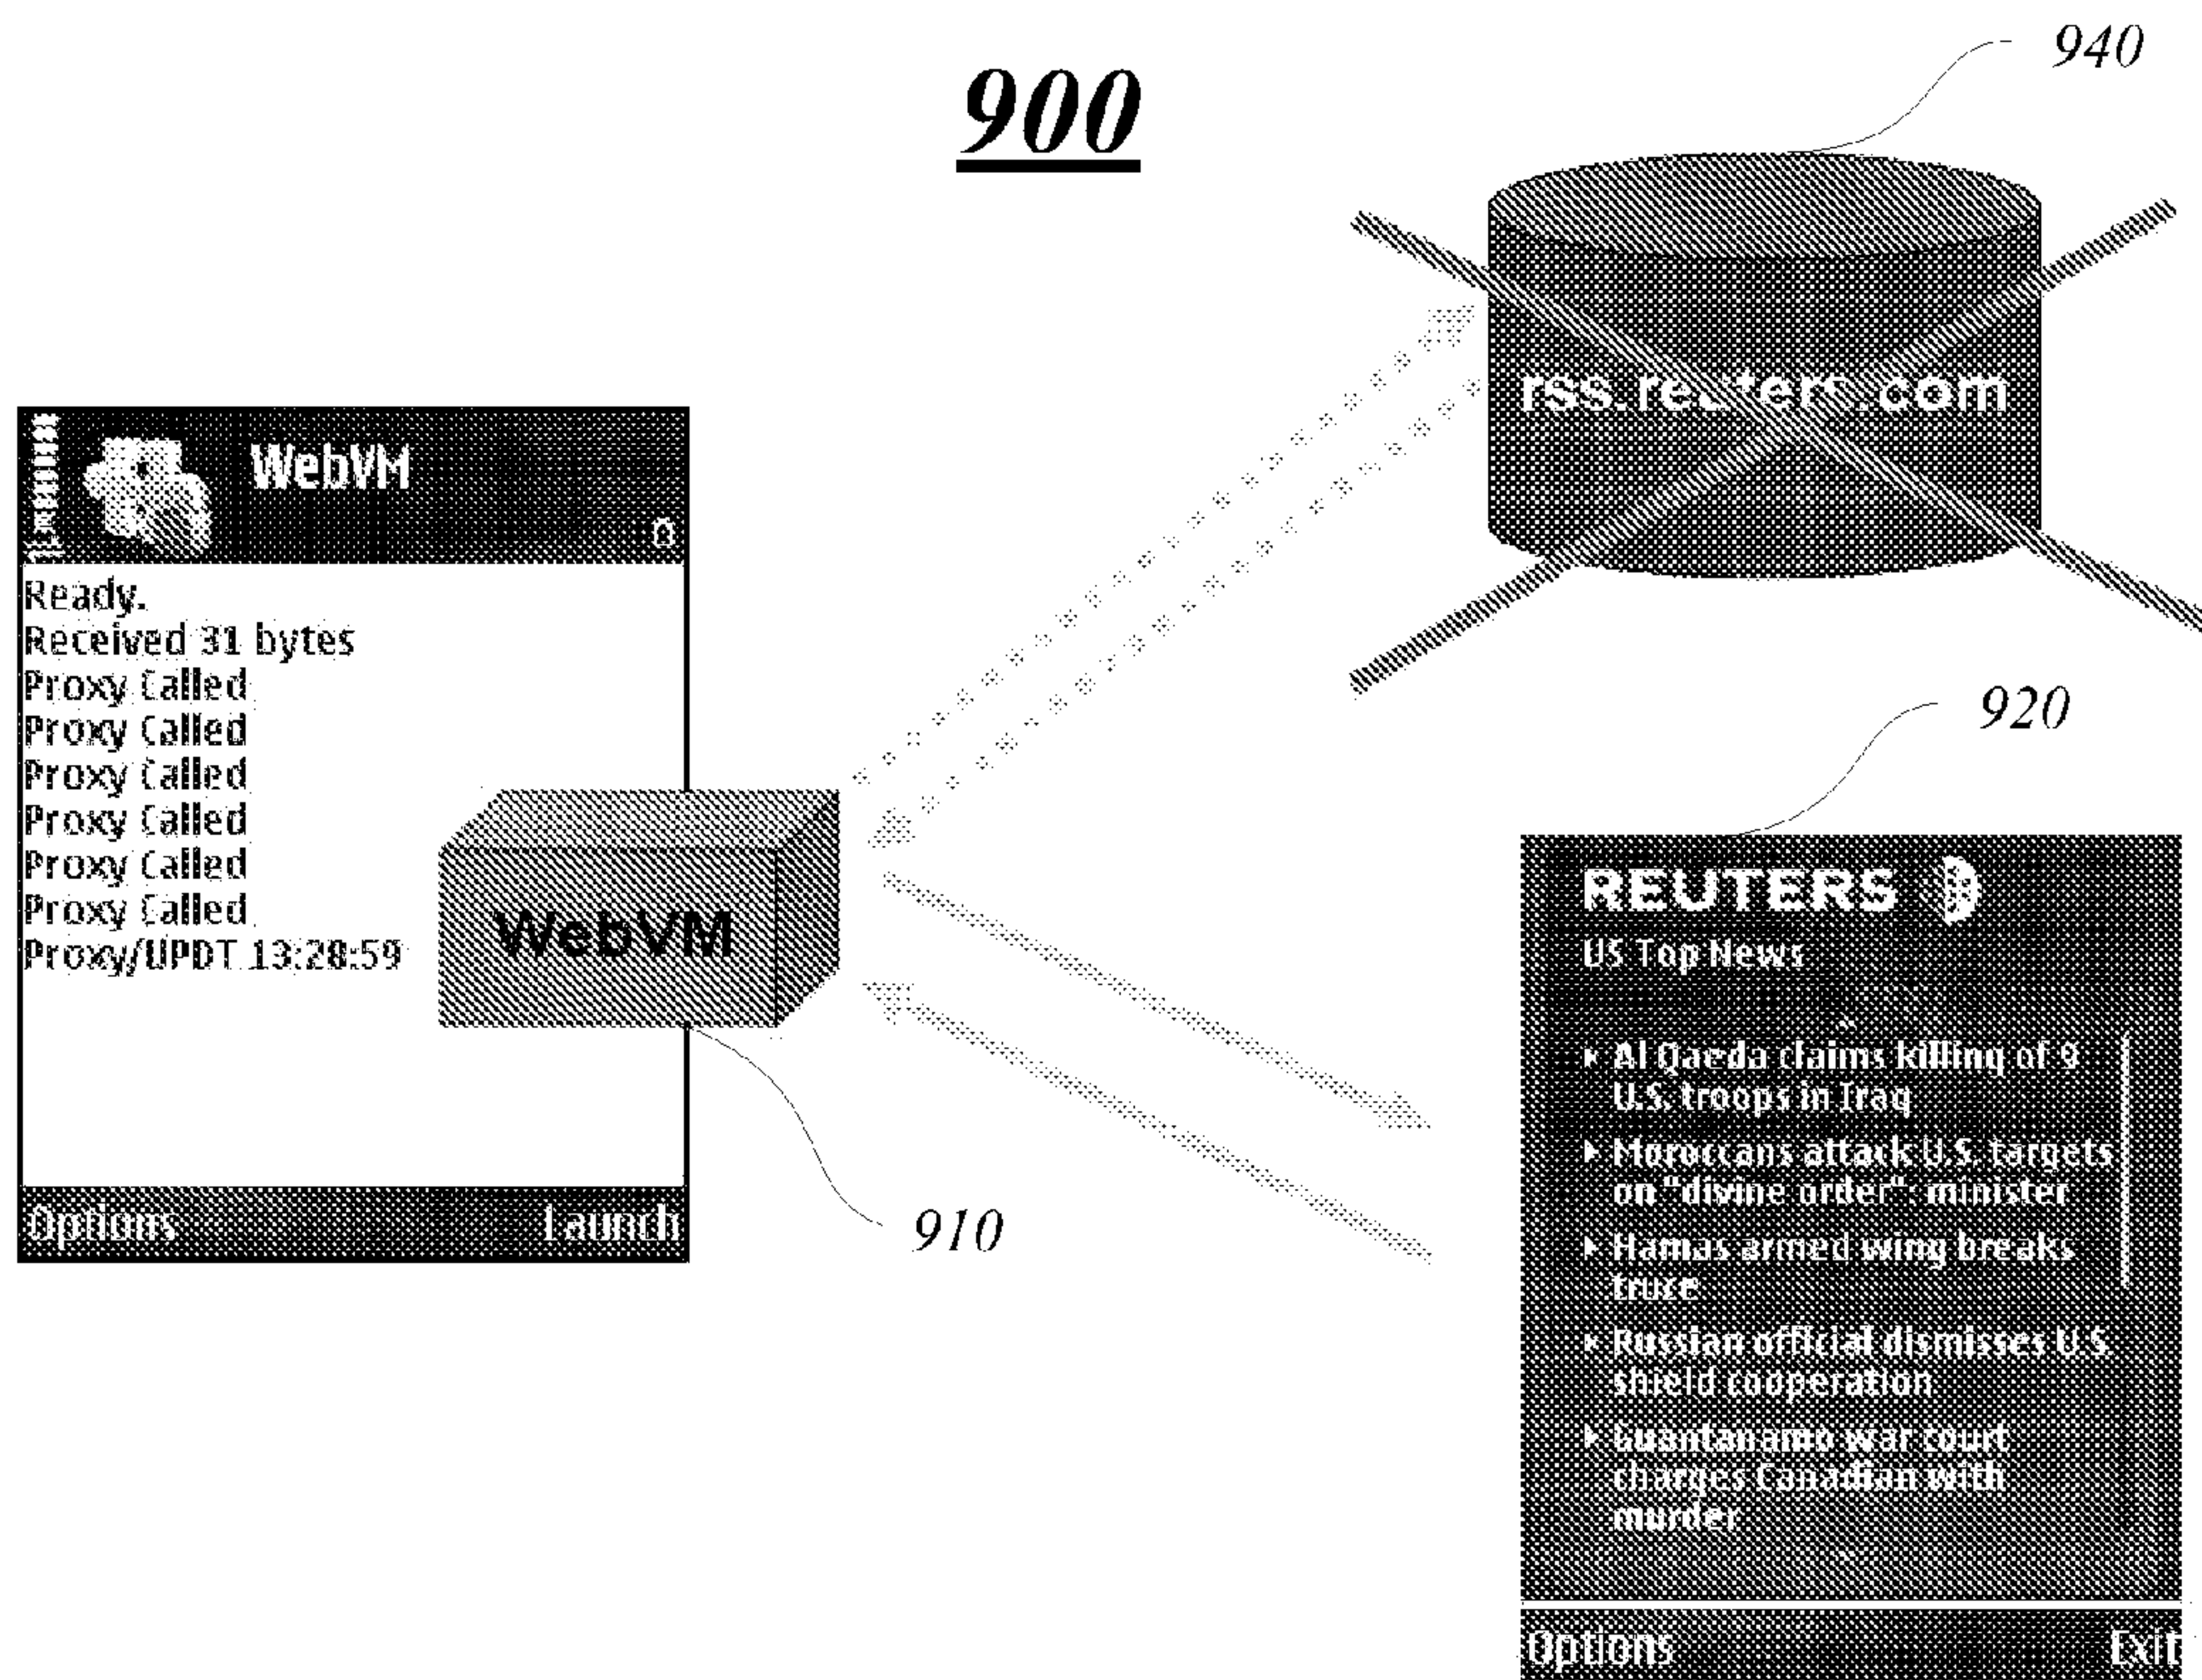 900
940
rss.reuters.com
WebVM
Ready.
Received 31 bytes
Proxy Called
Proxy Called
Proxy Called
Proxy Called
Proxy Called
Proxy Called
Proxy/UPDT 13:28:59
WebVM
Options Launch
910
920
REUTERS
US Top News
Al Qaeda claims killing of 9
U.S. troops in Iraq
Moroccans attack U.S. targets
on "divine order": minister
Hamas armed wing breaks
truce
Russian official dismisses U.S.
shield cooperation
Guantanamo war court
charges Canadian with
murder
Options Exit